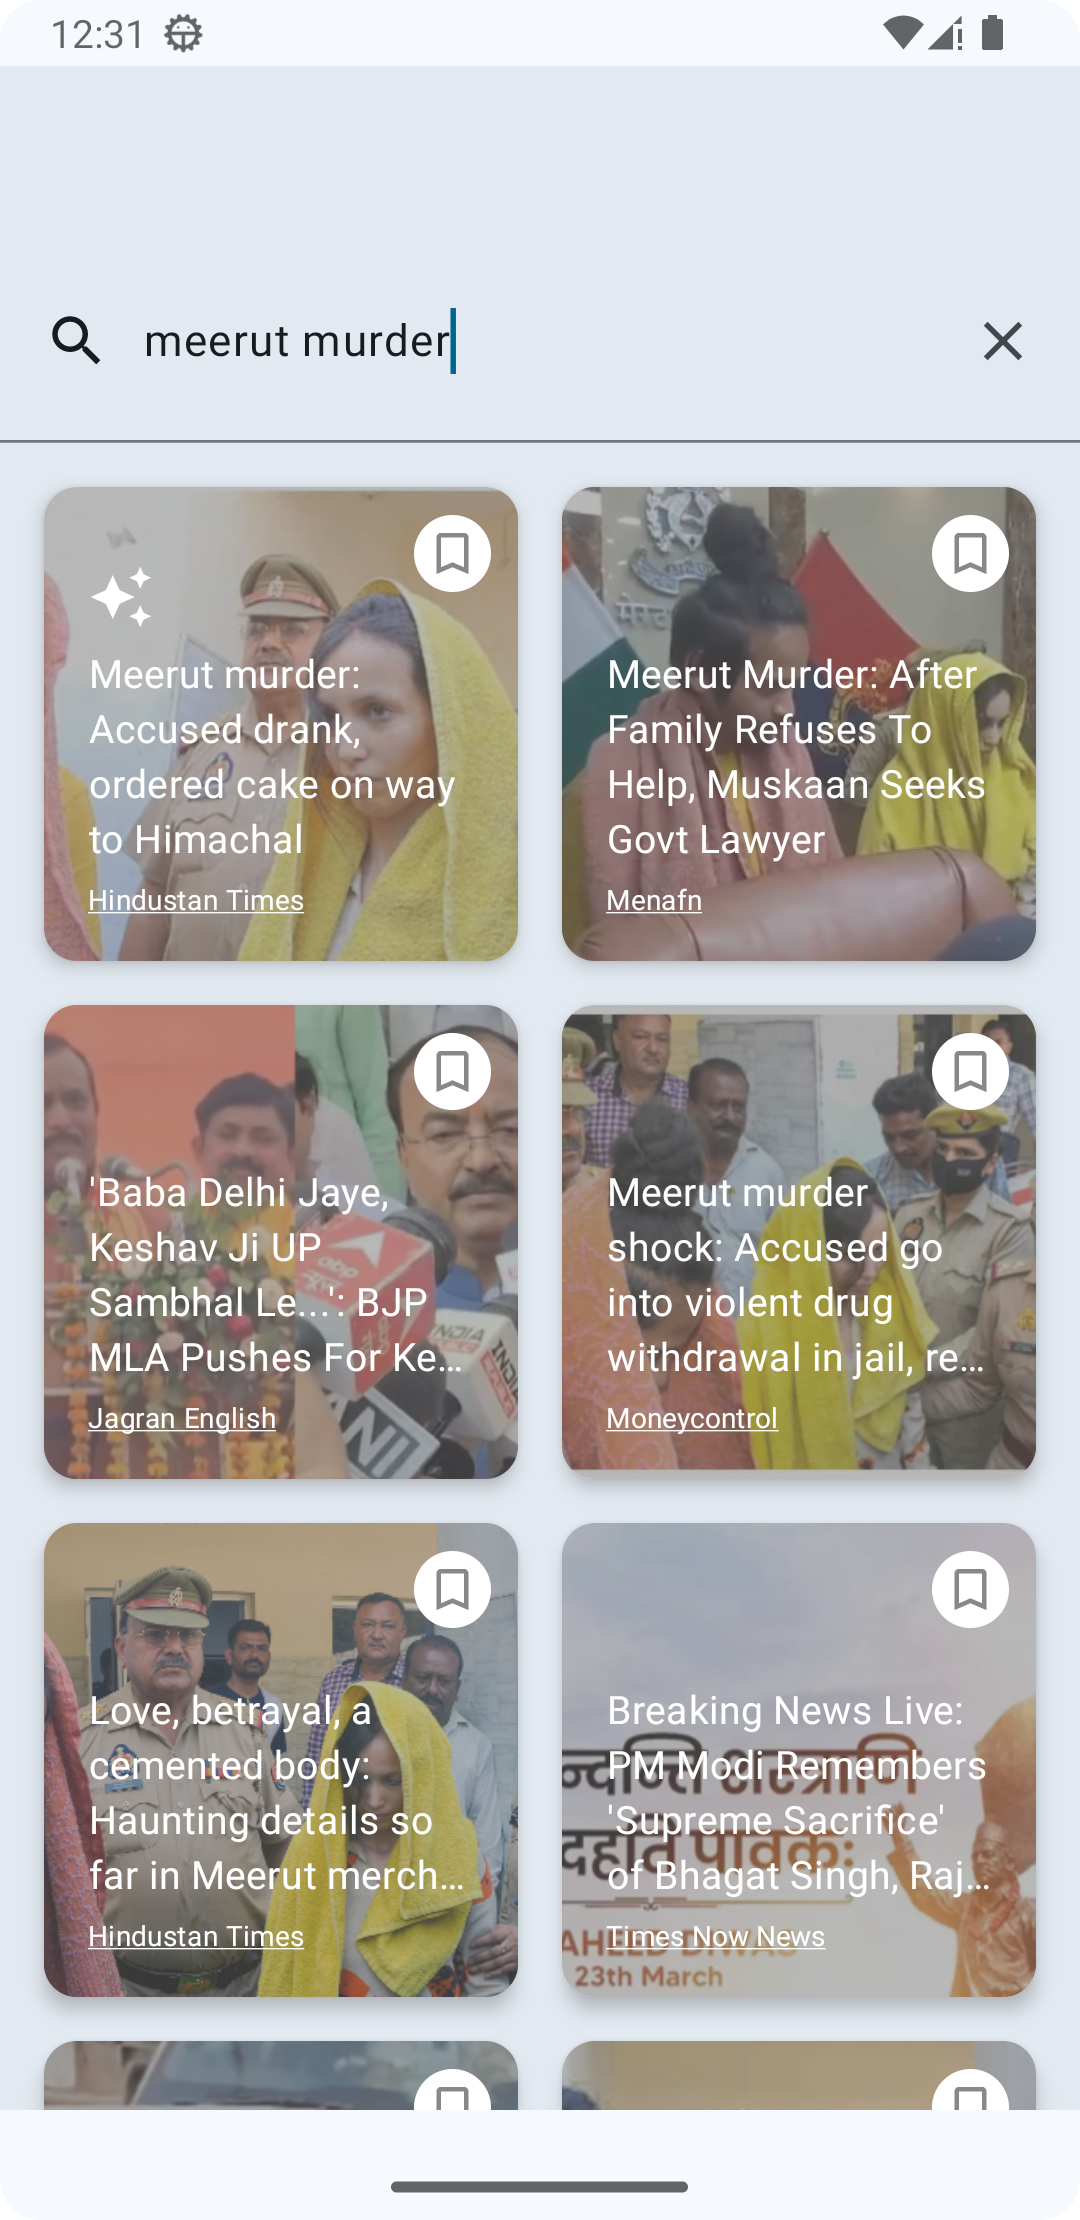 12:31
meerut murder
Meerut murder:
Accused drank,
ordered cake on way
to Himachal
Hindustan Times
Meerut Murder: After
Family Refuses To
Help, Muskaan Seeks
Govt Lawyer
Menafn
'Baba Delhi Jaye,
Keshav Ji UP
Sambhal Le...': BJP
MLA Pushes For Ke...
Jagran English
abp
INDIA
ANI
Meerut murder
shock: Accused go
into violent drug
withdrawal in jail, re...
Moneycontrol
Love, betrayal, a
cemented body:
Haunting details so
far in Meerut merch...
Hindustan Times
Breaking News Live:
PM Modi Remembers
'Supreme Sacrifice'
of Bhagat Singh, Raj...
Times Now News
23th March